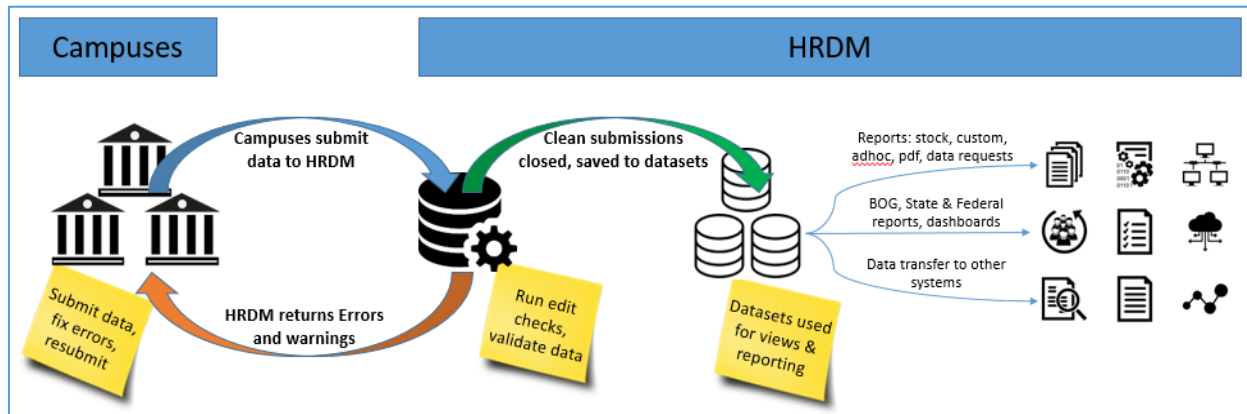 Campuses
HRDM
Campuses submit
data to HRDM
Clean submissions
closed, saved to datasets
Reports: stock, custom,
adhoc, pdf, data requests
BOG, State & Federal
reports, dashboards
Data transfer to other
systems
HRDM returns Errors
and warnings
Submit data,
fix errors,
resubmit
Run edit
checks,
validate data
Datasets used
for views &
reporting